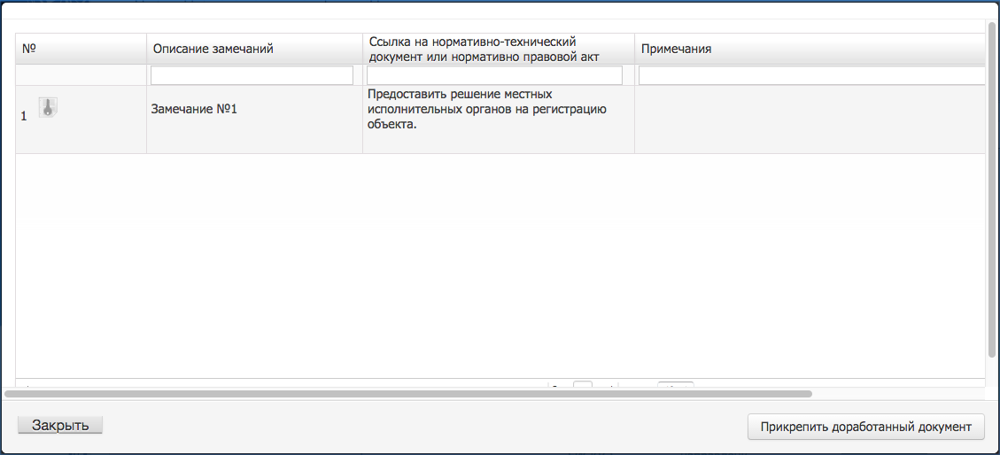 №
Описание замечаний
Ссылка на нормативно-технический
документ или нормативно правовой акт
Примечания
1
Замечание №1
Предоставить решение местных
исполнительных органов на регистрацию
объекта.
Закрыть
Прикрепить доработанный документ